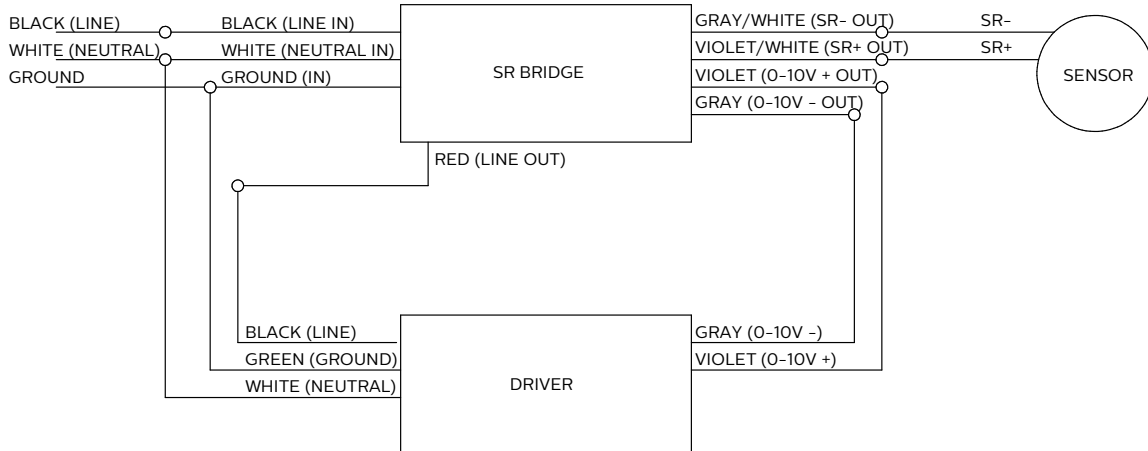 BLACK (LINE)
BLACK (LINE IN)
GRAY/WHITE (SR- OUT)
SR-
WHITE (NEUTRAL)
WHITE (NEUTRAL IN)
VIOLET/WHITE (SR+ OUT)
SR+
GROUND
GROUND (IN)
SR BRIDGE
VIOLET (0-10V + OUT)
SENSOR
GRAY (0-10V - OUT)
RED (LINE OUT)
BLACK (LINE)
GRAY (0-10V -)
GREEN (GROUND)
VIOLET (0-10V +)
WHITE (NEUTRAL)
DRIVER